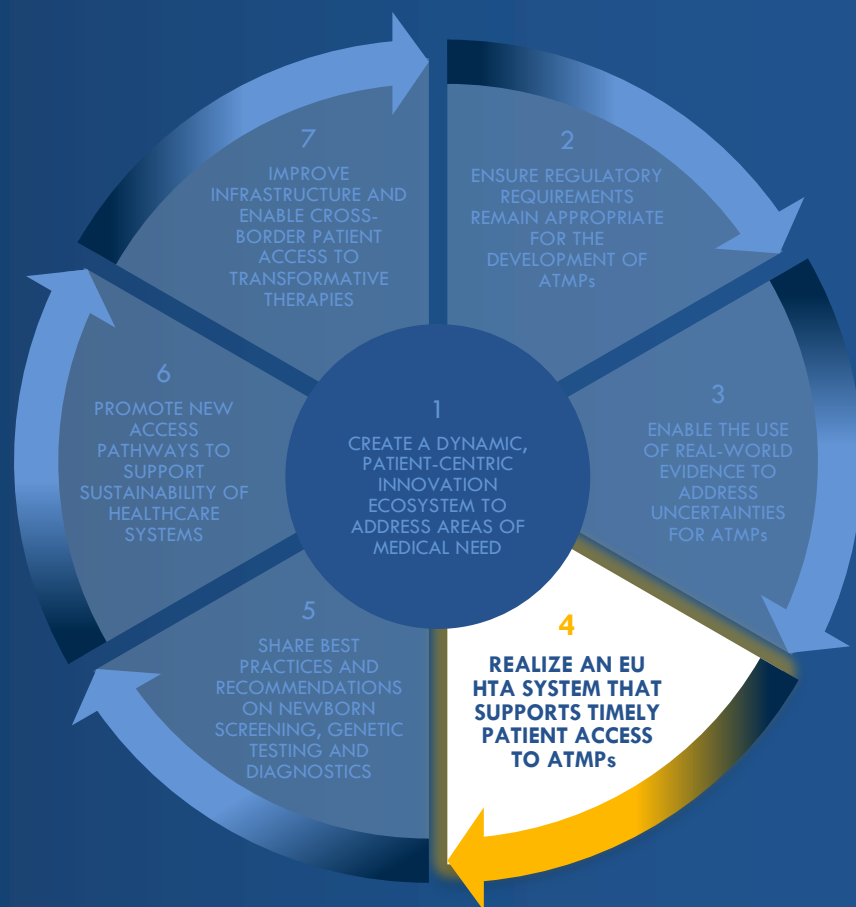 1
CREATE A DYNAMIC,
PATIENT-CENTRIC
INNOVATION
ECOSYSTEM TO
ADDRESS AREAS OF
MEDICAL NEED
2
ENSURE REGULATORY
REQUIREMENTS
REMAIN APPROPRIATE
FOR THE
DEVELOPMENT OF
ATMPs
3
ENABLE THE USE
OF REAL-WORLD
EVIDENCE TO
ADDRESS
UNCERTAINTIES
FOR ATMPs
4
REALIZE AN EU
HTA SYSTEM THAT
SUPPORTS TIMELY
PATIENT ACCESS
TO ATMPs
5
SHARE BEST
PRACTICES AND
RECOMMENDATIONS
ON NEWBORN
SCREENING, GENETIC
TESTING AND
DIAGNOSTICS
6
PROMOTE NEW
ACCESS
PATHWAYS TO
SUPPORT
SUSTAINABILITY OF
HEALTHCARE
SYSTEMS
7
IMPROVE
INFRASTRUCTURE AND
ENABLE CROSS-
BORDER PATIENT
ACCESS TO
TRANSFORMATIVE
THERAPIES